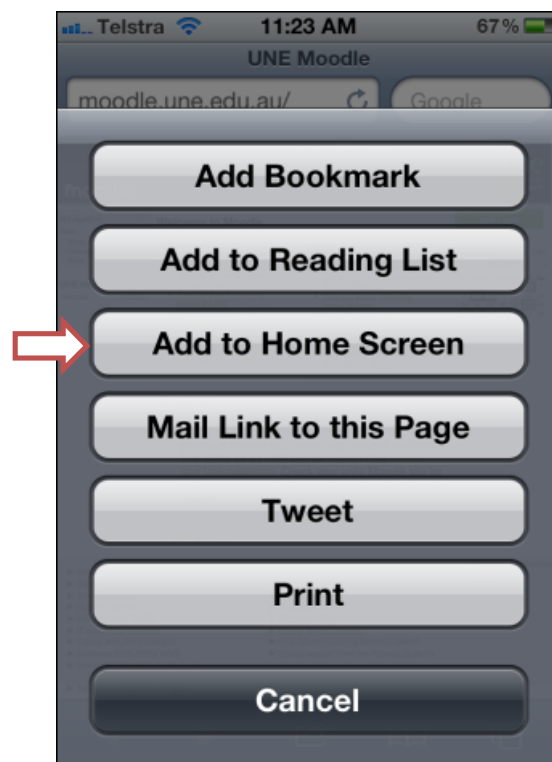 Telstra 11:23 AM 67%
UNE Moodle
moodle.une.edu.au/ Google
Add Bookmark
Add to Reading List
Add to Home Screen
Mail Link to this Page
Tweet
Print
Cancel